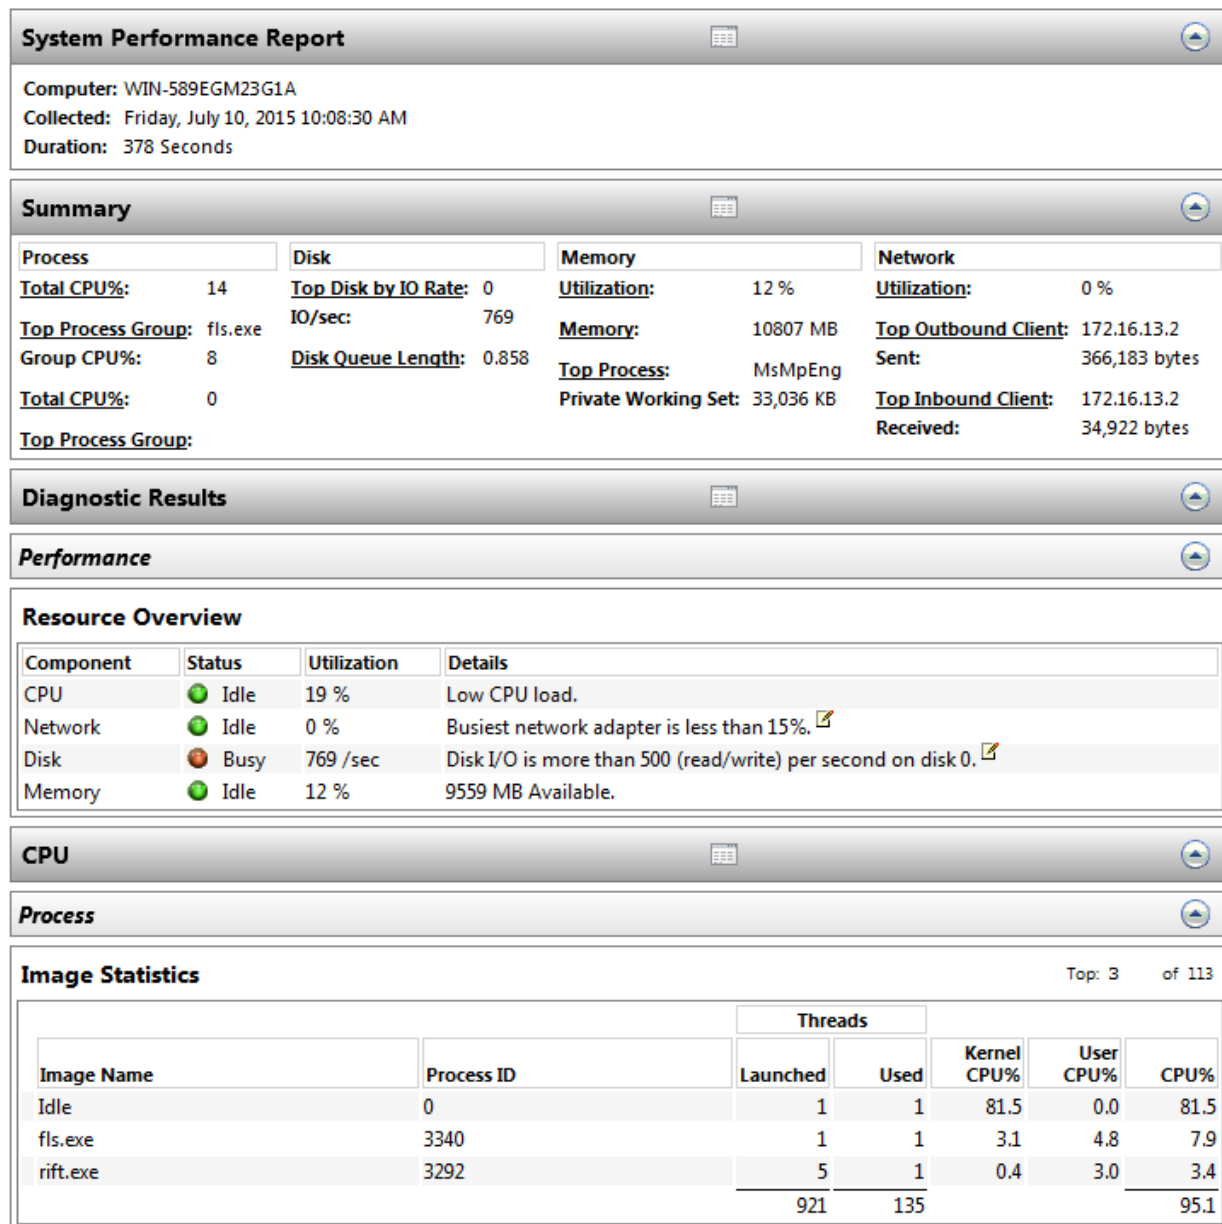 System Performance Report
Computer: WIN-589EGM23G1A
Collected: Friday, July 10, 2015 10:08:30 AM
Duration: 378 Seconds
Summary
Process Disk Memory Network
Total CPU%: 14 Top Disk by IO Rate: 0 Utilization: 12 % Utilization: 0 %
IO/sec: 769
Top Process Group: fls.exe Memory: 10807 MB Top Outbound Client: 172.16.13.2
Group CPU%: 8 Disk Queue Length: 0.858 Sent: 366,183 bytes
Top Process: MsMpEng
Total CPU%: 0 Private Working Set: 33,036 KB Top Inbound Client: 172.16.13.2
Received: 34,922 bytes
Top Process Group:
Diagnostic Results
Performance
Resource Overview
Component Status Utilization Details
CPU Idle 19 % Low CPU load.
Network Idle 0 % Busiest network adapter is less than 15%.
Disk Busy 769 /sec Disk I/O is more than 500 (read/write) per second on disk 0.
Memory Idle 12 % 9559 MB Available.
CPU
Process
Image Statistics Top: 3 of 113
Threads
Image Name Process ID Launched Used Kernel CPU% User CPU% CPU%
Idle 0 1 1 81.5 0.0 81.5
fls.exe 3340 1 1 3.1 4.8 7.9
rift.exe 3292 5 1 0.4 3.0 3.4
921 135 95.1